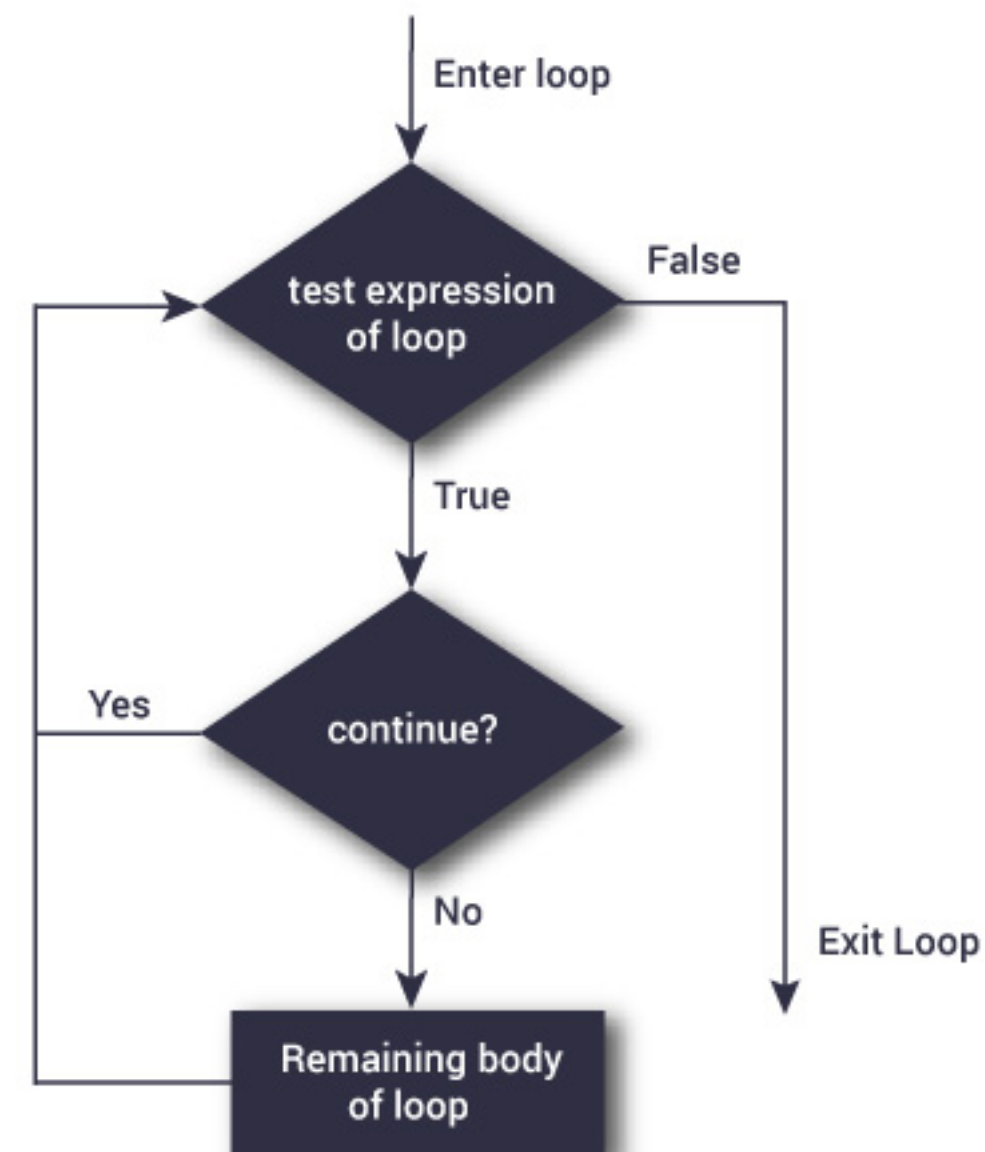 Enter loop
False
test expression
of loop
True
Yes
continue?
No
Exit Loop
Remaining body
of loop